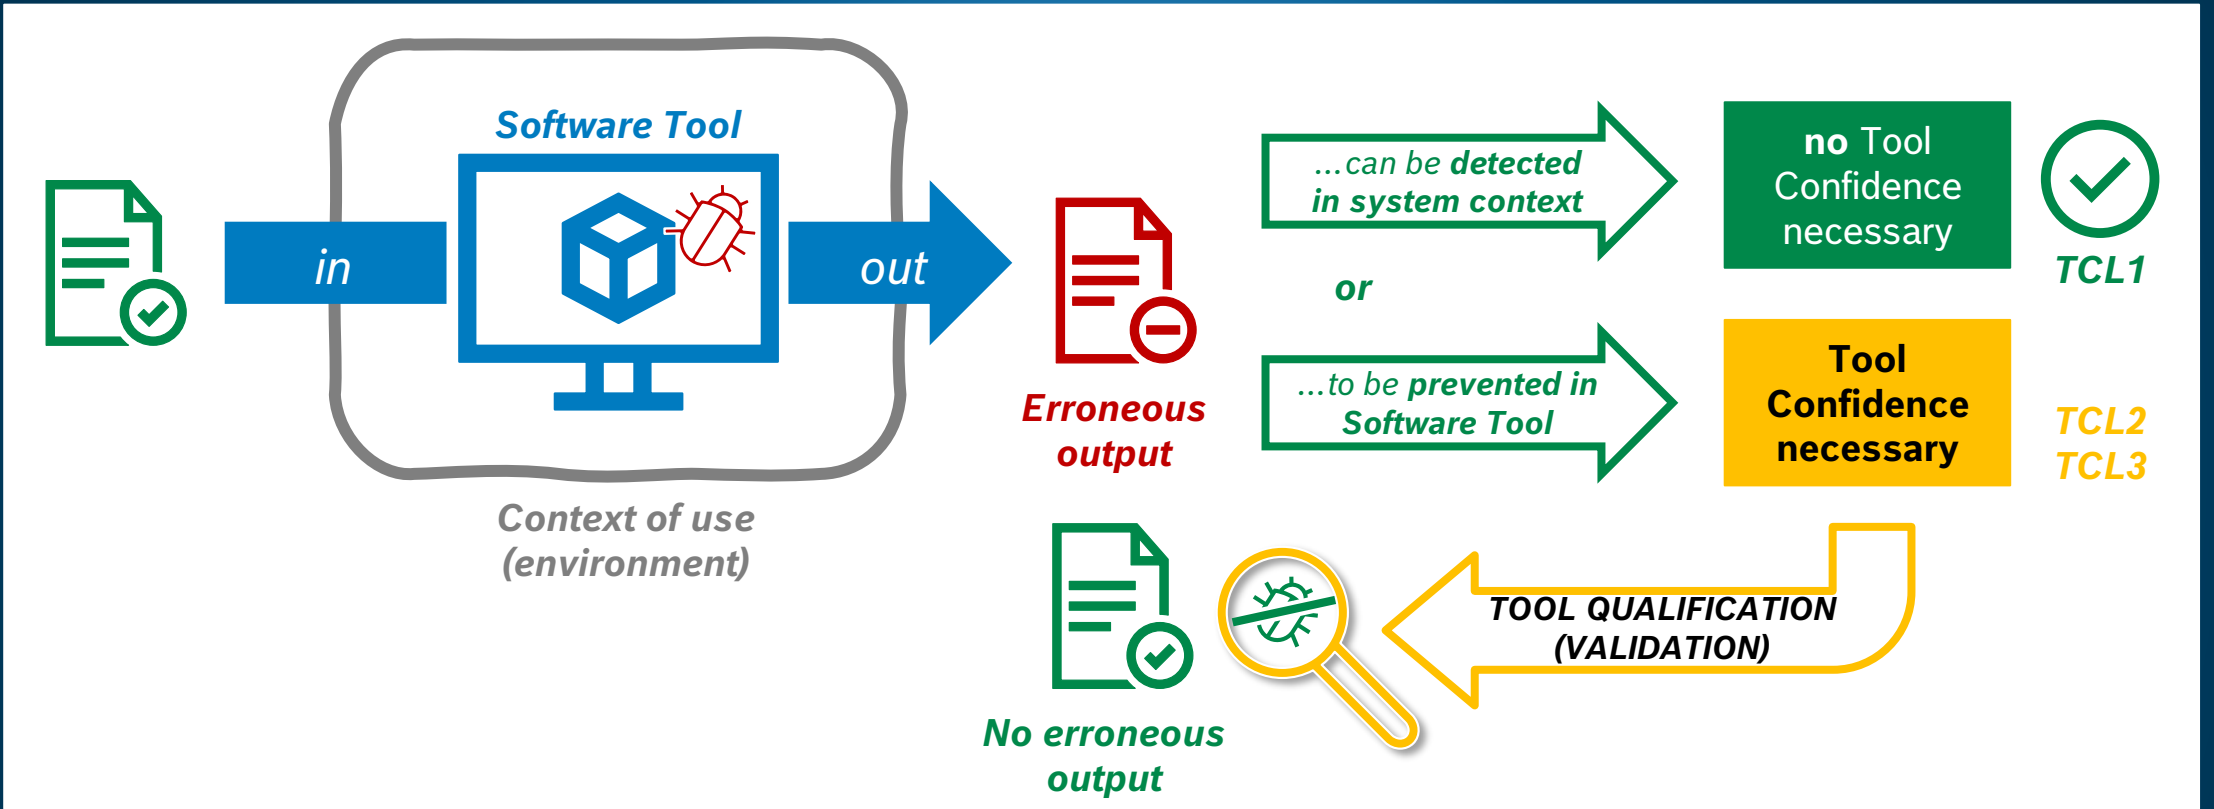 Software Tool
in
out
Context of use
(environment)
Erroneous
output
...can be detected
in system context
or
...to be prevented in
Software Tool
no Tool
Confidence
necessary
TCL1
Tool
Confidence
necessary
TCL2
TCL3
TOOL QUALIFICATION
(VALIDATION)
No erroneous
output